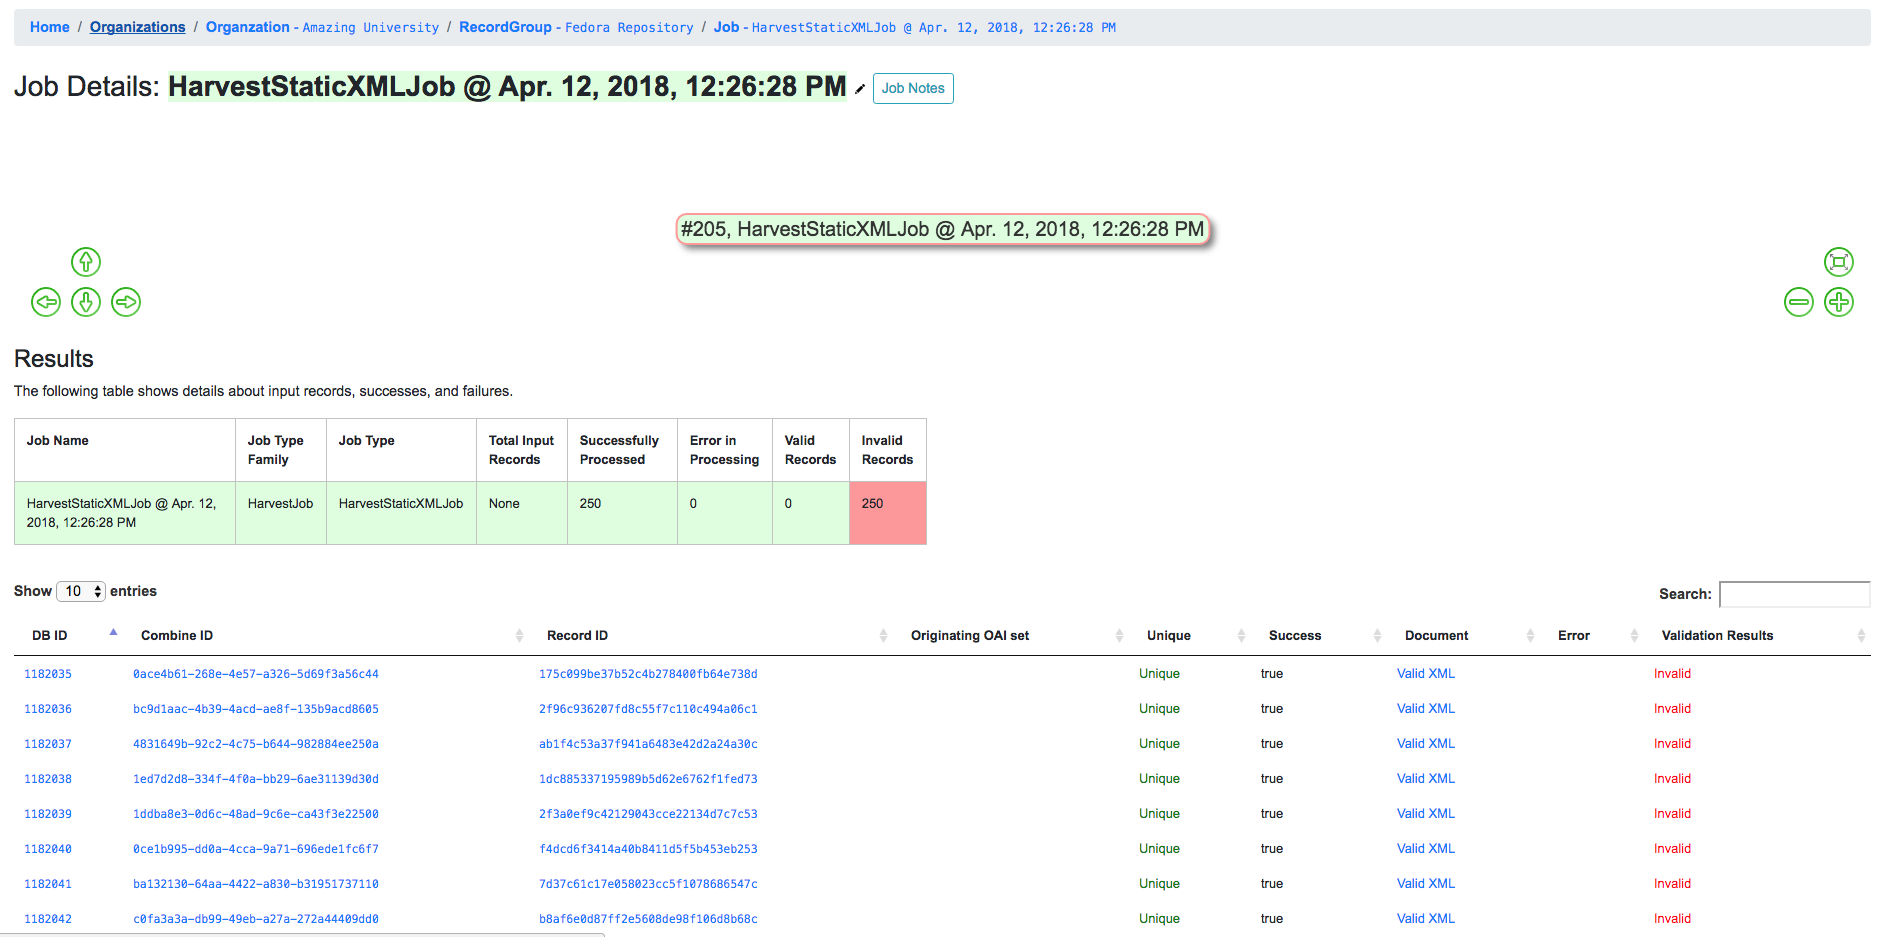 Home / Organizations / Organzation - Amazing University / RecordGroup - Fedora Repository / Job - HarvestStaticXMLJob @ Apr. 12, 2018, 12:26:28 PM
Job Details: HarvestStaticXMLJob @ Apr. 12, 2018, 12:26:28 PM Job Notes
#205, HarvestStaticXMLJob @ Apr. 12, 2018, 12:26:28 PM
Results
The following table shows details about input records, successes, and failures.
Job Name Job Type Family Job Type Total Input Records Successfully Processed Error in Processing Valid Records Invalid Records
HarvestStaticXMLJob @ Apr. 12, 2018, 12:26:28 PM HarvestJob HarvestStaticXMLJob None 250 0 0 250
Show 10 entries Search:
DB ID Combine ID Record ID Originating OAI set Unique Success Document Error Validation Results
1182035 0ace4b61-268e-4e57-a326-5d69f3a56c44 175c099be37b52c4b278400fb64e738d Unique true Valid XML Invalid
1182036 bc9d1aac-4b39-4acd-ae8f-135b9acd8605 2f96c936207fd8c55f7c110c494a06c1 Unique true Valid XML Invalid
1182037 4831649b-92c2-4c75-b644-982884ee250a ab1f4c53a37f941a6483e42d2a24a30c Unique true Valid XML Invalid
1182038 1ed7d2d8-334f-4f0a-bb29-6ae31139d30d 1dc885337195989b5d62e6762f1fed73 Unique true Valid XML Invalid
1182039 1ddba8e3-0d6c-48ad-9c6e-ca43f3e22500 2f3a0ef9c42129043cce22134d7c7c53 Unique true Valid XML Invalid
1182040 0ce1b995-dd0a-4cca-9a71-696ede1fc6f7 f4dcd6f3414a40b8411d5f5b453eb253 Unique true Valid XML Invalid
1182041 ba132130-64aa-4422-a830-b31951737110 7d37c61c17e058023cc5f1078686547c Unique true Valid XML Invalid
1182042 c0fa3a3a-db99-49eb-a27a-272a44409dd0 b8af6e0d87ff2e5608de98f106d8b68c Unique true Valid XML Invalid